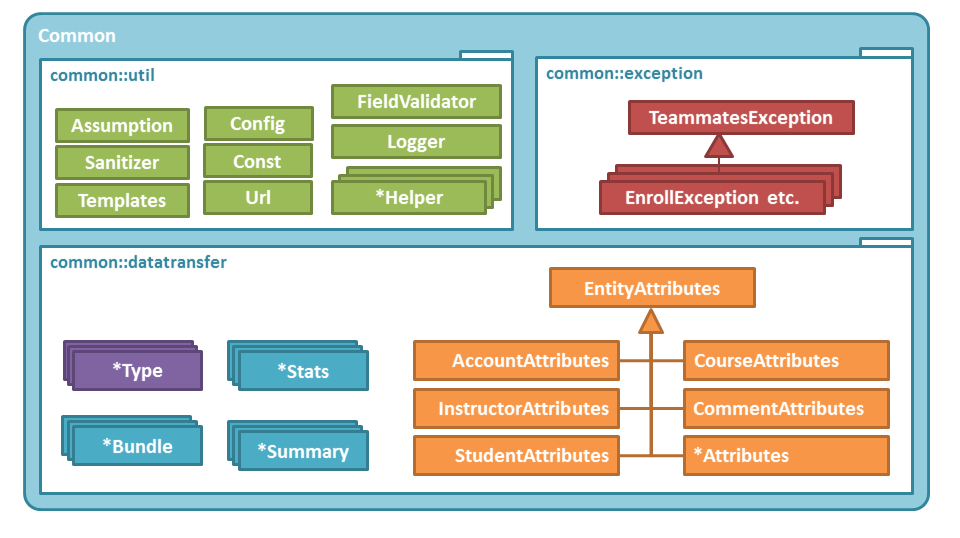 Common
common::util
Assumption
Sanitizer
Templates
Config
Const
Url
FieldValidator
Logger
*Helper
common::exception
TeammatesException
EnrollException etc.
common::datatransfer
*Type
*Stats
*Bundle
*Summary
EntityAttributes
AccountAttributes
CourseAttributes
InstructorAttributes
CommentAttributes
StudentAttributes
*Attributes